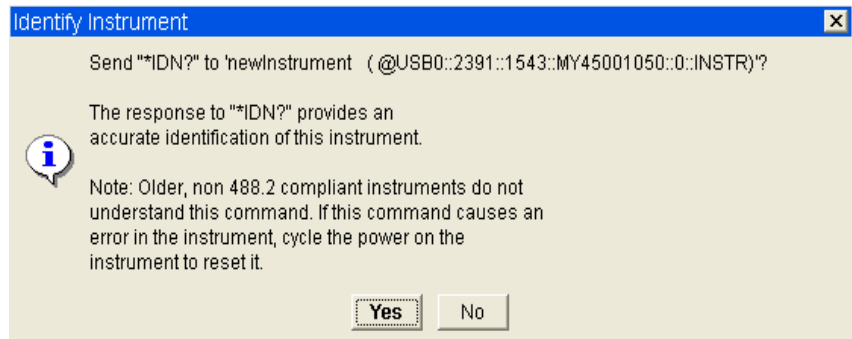 Identify Instrument
Send "*IDN?" to 'newInstrument ( @USB0::2391::1543::MY45001050::0::INSTR)'?
The response to "*IDN?" provides an
accurate identification of this instrument.
Note: Older, non 488.2 compliant instruments do not
understand this command. If this command causes an
error in the instrument, cycle the power on the
instrument to reset it.
Yes No